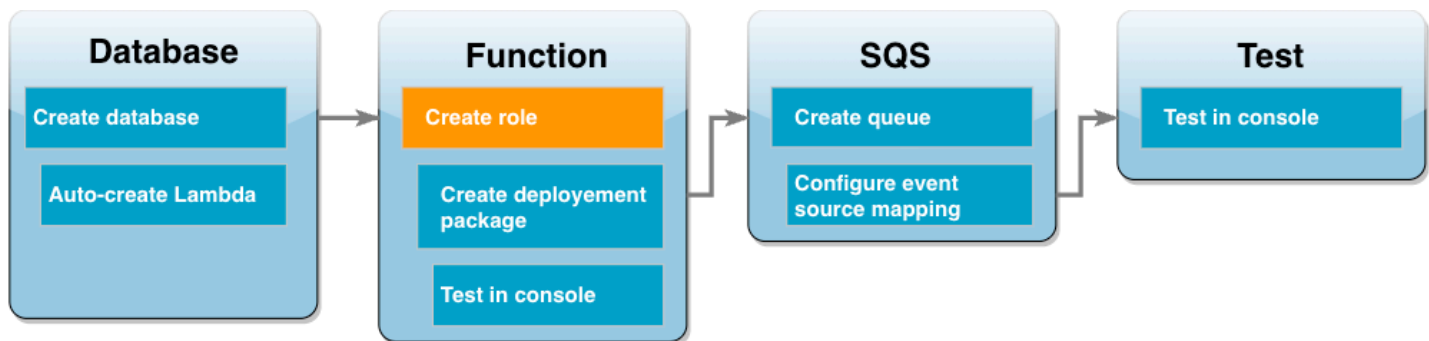 Database
Create database
Auto-create Lambda
Function
Create role
Create deployement
package
Test in console
SQS
Create queue
Configure event
source mapping
Test
Test in console